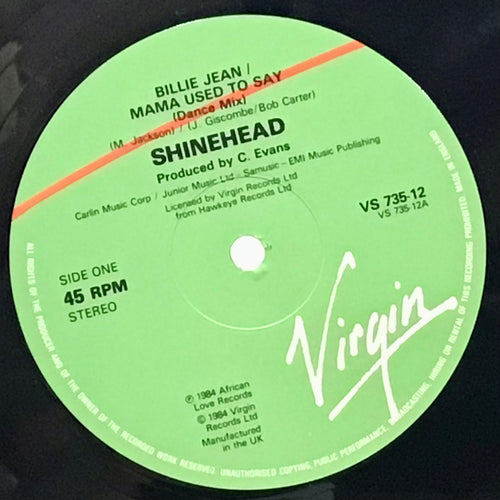 BILLIE JEAN /
MAMA USED TO SAY
(Dance Mix)
(M. Jackson) / (J. Giscombe/Bob Carter)
SHINEHEAD
Produced by C. Evans
Carlin Music Corp / Junior Music Ltd - Samusic - EMI Music Publishing
Licensed by Virgin Records Ltd
from Hawkeye Records Ltd
VS 735-12
VS 735-12A
SIDE ONE
45 RPM
STEREO
Virgin
℗ 1984 African
Love Records
© 1984 Virgin
Records Ltd
Manufactured
in the UK
ALL RIGHTS OF THE PRODUCER AND OF THE OWNER OF THE RECORDED WORK RESERVED. UNAUTHORISED COPYING, PUBLIC PERFORMANCE, BROADCASTING, HIRING OR RENTAL OF THIS RECORDING PROHIBITED. MADE IN ENGLAND